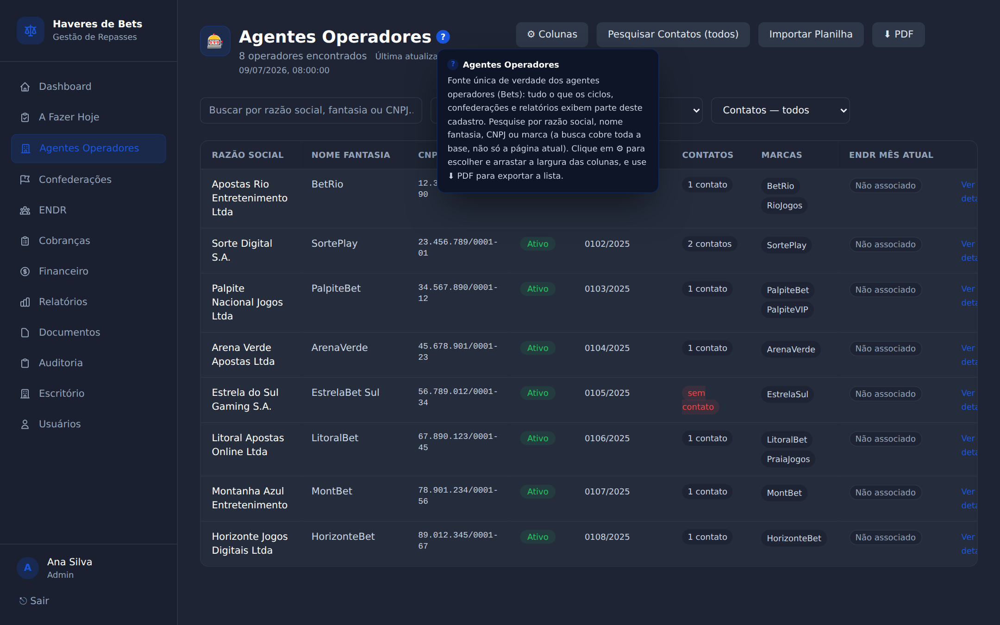 Haveres de Bets
Gestão de Repasses
Dashboard
A Fazer Hoje
Agentes Operadores
Confederações
ENDR
Cobranças
Financeiro
Relatórios
Documentos
Auditoria
Escritório
Usuários
A
Ana Silva
Admin
Sair
Agentes Operadores ?
8 operadores encontrados Última atualiza
09/07/2026, 08:00:00
⚙ Colunas
Pesquisar Contatos (todos)
Importar Planilha
⬇ PDF
? Agentes Operadores
Fonte única de verdade dos agentes
operadores (Bets): tudo o que os ciclos,
confederações e relatórios exibem parte deste
cadastro. Pesquise por razão social, nome
fantasia, CNPJ ou marca (a busca cobre toda a
base, não só a página atual). Clique em ⚙ para
escolher e arrastar a largura das colunas, e use
⬇ PDF para exportar a lista.
Buscar por razão social, fantasia ou CNPJ..
Contatos — todos
RAZÃO SOCIAL NOME FANTASIA CNP CONTATOS MARCAS ENDR MÊS ATUAL
Apostas Rio BetRio 12.3 1 contato BetRio Não associado Ver
Entretenimento 90 RioJogos deta
Ltda
Sorte Digital SortePlay 23.456.789/0001- Ativo 0102/2025 2 contatos SortePlay Não associado Ver
S.A. 01 deta
Palpite PalpiteBet 34.567.890/0001- Ativo 0103/2025 1 contato PalpiteBet Não associado Ver
Nacional Jogos 12 PalpiteVIP deta
Ltda
Arena Verde ArenaVerde 45.678.901/0001- Ativo 0104/2025 1 contato ArenaVerde Não associado Ver
Apostas Ltda 23 deta
Estrela do Sul EstrelaBet Sul 56.789.012/0001- Ativo 0105/2025 sem EstrelaSul Não associado Ver
Gaming S.A. 34 contato deta
Litoral Apostas LitoralBet 67.890.123/0001- Ativo 0106/2025 1 contato LitoralBet Não associado Ver
Online Ltda 45 PraiaJogos deta
Montanha Azul MontBet 78.901.234/0001- Ativo 0107/2025 1 contato MontBet Não associado Ver
Entretenimento 56 deta
Horizonte Jogos HorizonteBet 89.012.345/0001- Ativo 0108/2025 1 contato HorizonteBet Não associado Ver
Digitais Ltda 67 deta